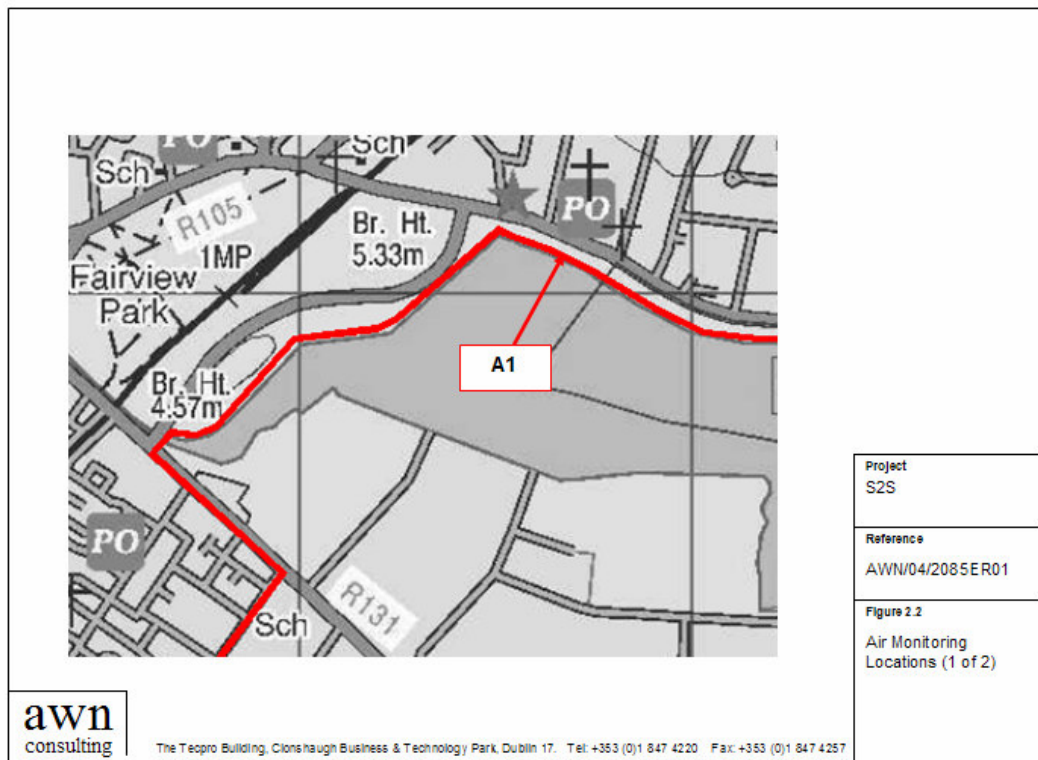 PO
Sch
Sch
R105
Br. Ht.
5.33m
PO
1MP
Fairview
Park
A1
Br. Ht.
4.57m
PO
R131
Sch
Project
S2S
Reference
AWN/04/2085ER01
Figure 2.2
Air Monitoring
Locations (1 of 2)
awn
consulting
The Tecpro Building, Clonshaugh Business & Technology Park, Dublin 17. Tel: +353 (0)1 847 4220 Fax: +353 (0)1 847 4257